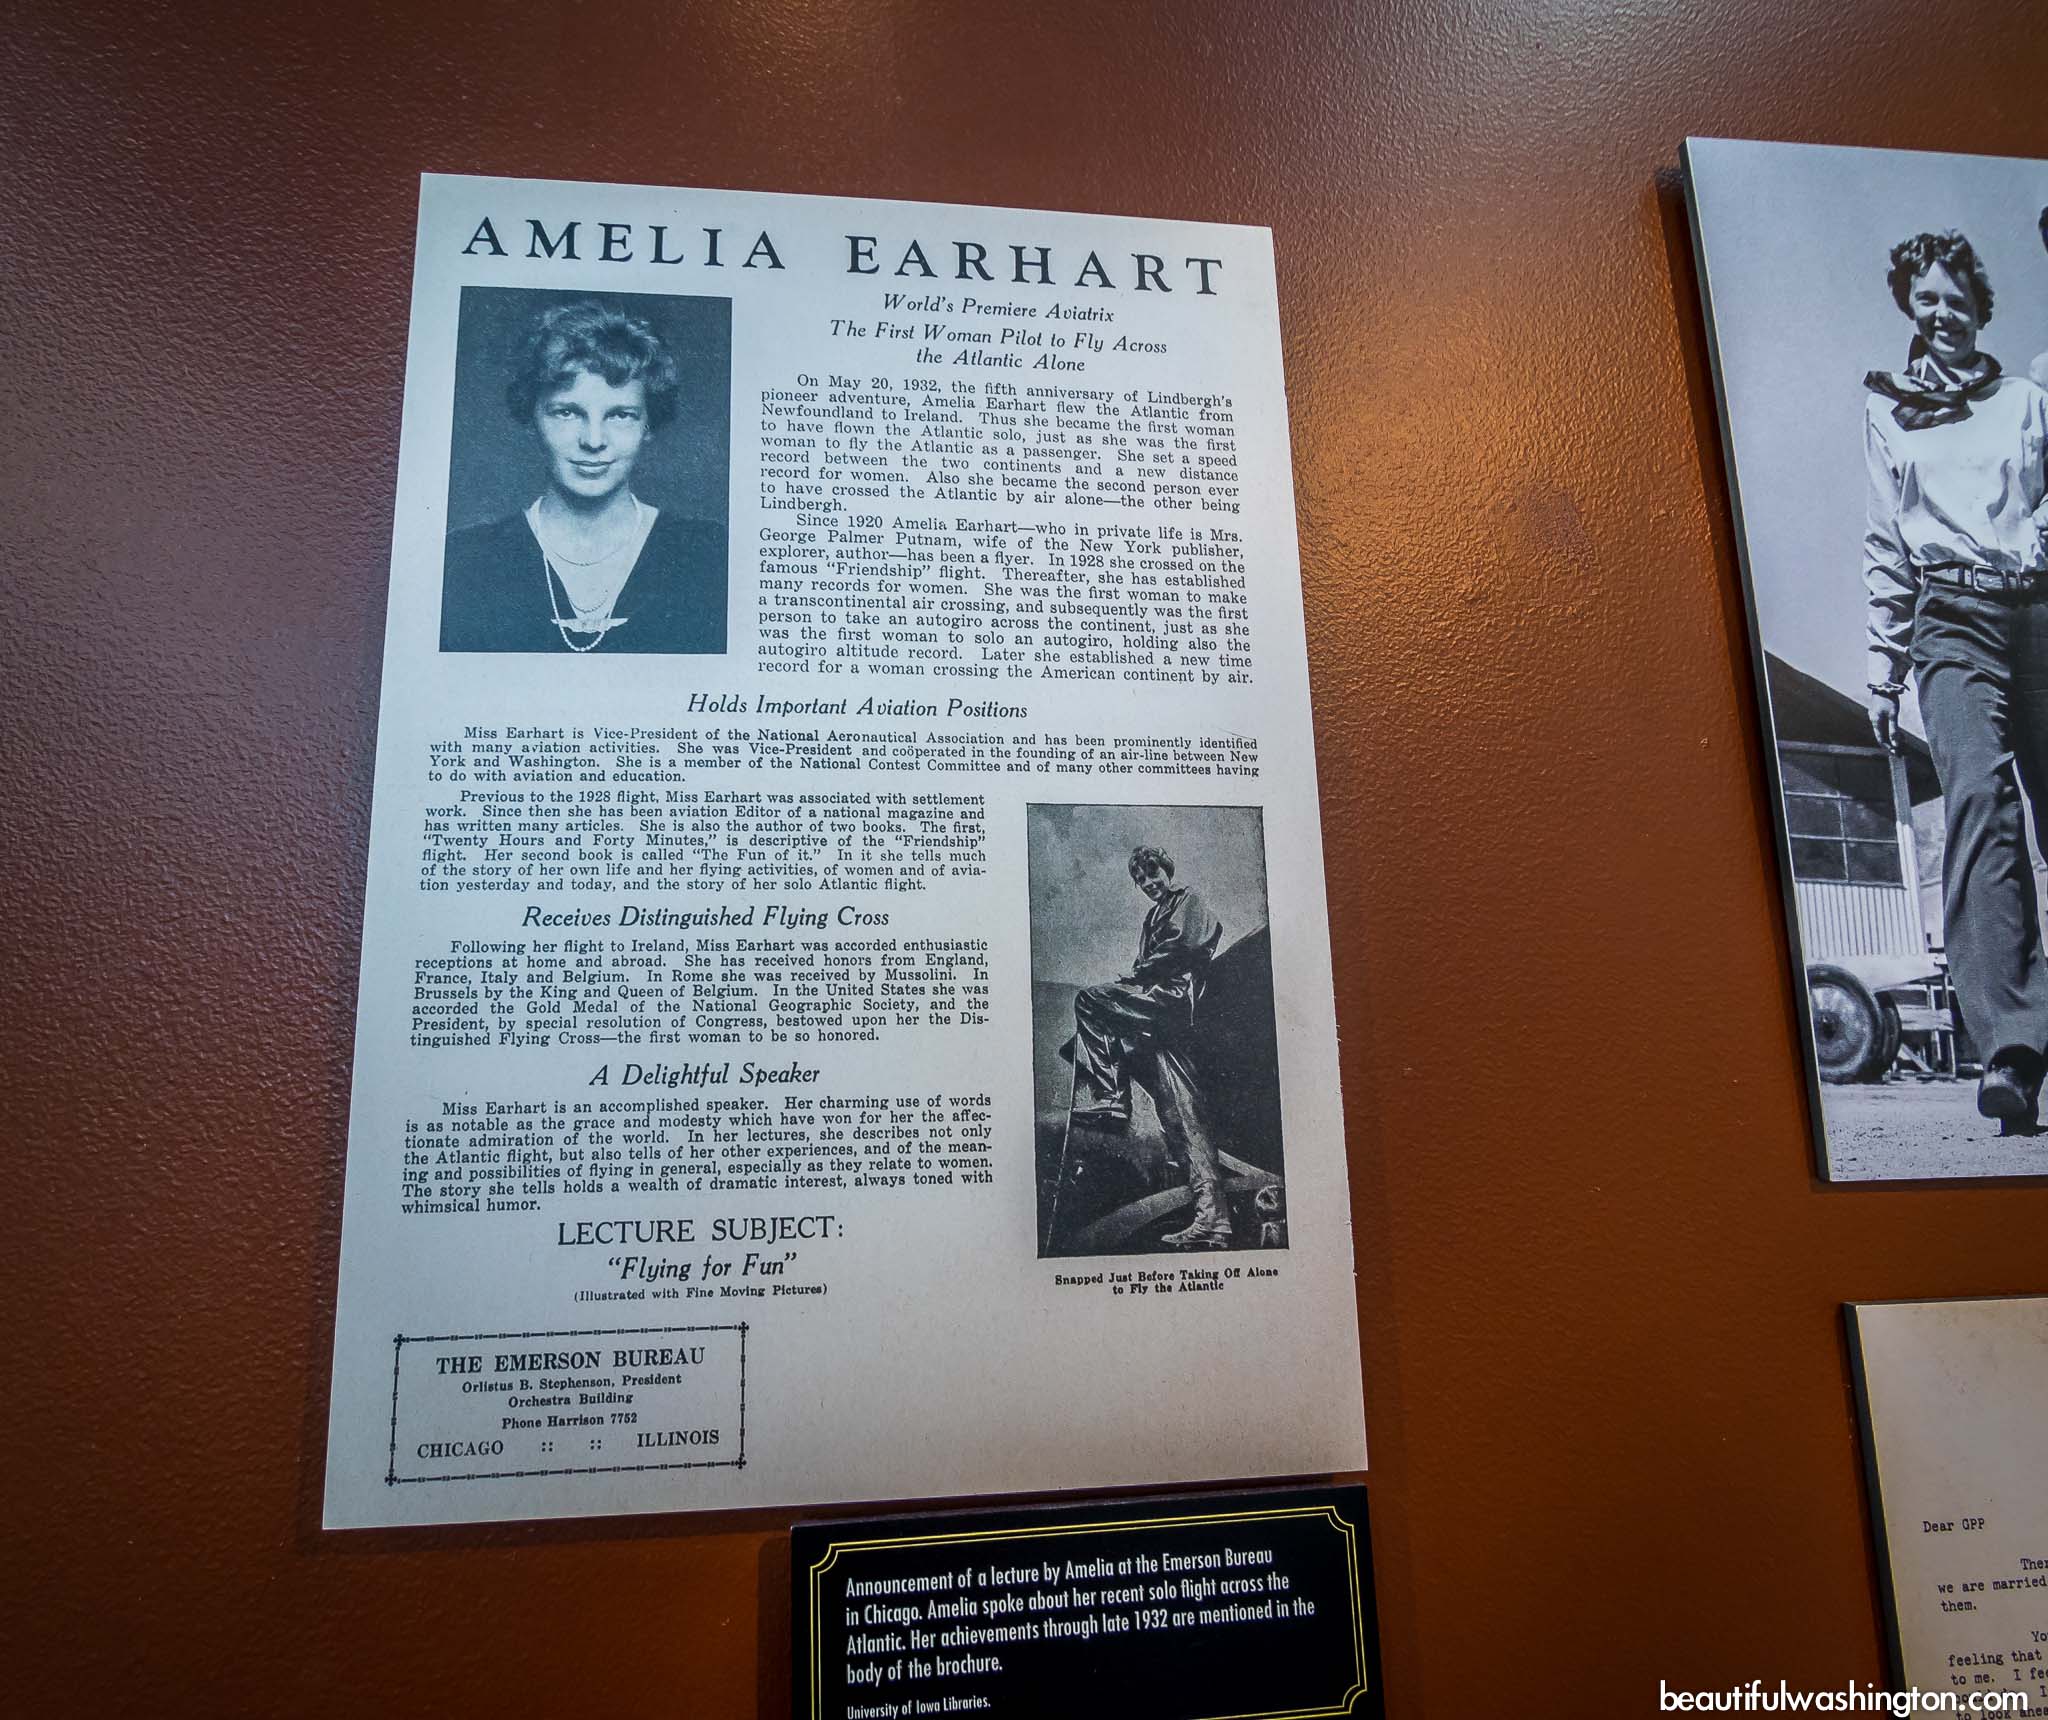 AMELIA EARHART
World's Premiere Aviatrix
The First Woman Pilot to Fly Across
the Atlantic Alone
On May 20, 1932, the fifth anniversary of Lindbergh's
pioneer adventure, Amelia Earhart flew the Atlantic from
Newfoundland to Ireland. Thus she became the first woman
to have flown the Atlantic solo, just as she was the first
woman to fly the Atlantic as a passenger. She set a speed
record between the two continents and a new distance
record for women. Also she became the second person ever
to have crossed the Atlantic by air alone—the other being
Lindbergh.
Since 1920 Amelia Earhart—who in private life is Mrs.
George Palmer Putnam, wife of the New York publisher,
explorer, author—has been a flyer. In 1928 she crossed on the
famous "Friendship" flight. Thereafter, she has established
many records for women. She was the first woman to make
a transcontinental air crossing, and subsequently was the first
person to take an autogiro across the continent, just as she
was the first woman to solo an autogiro, holding also the
autogiro altitude record. Later she established a new time
record for a woman crossing the American continent by air.
Holds Important Aviation Positions
Miss Earhart is Vice-President of the National Aeronautical Association and has been prominently identified
with many aviation activities. She was Vice-President and coöperated in the founding of an air-line between New
York and Washington. She is a member of the National Contest Committee and of many other committees having
to do with aviation and education.
Previous to the 1928 flight, Miss Earhart was associated with settlement
work. Since then she has been aviation Editor of a national magazine and
has written many articles. She is also the author of two books. The first,
"Twenty Hours and Forty Minutes," is descriptive of the "Friendship"
flight. Her second book is called "The Fun of it." In it she tells much
of the story of her own life and her flying activities, of women and of avia-
tion yesterday and today, and the story of her solo Atlantic flight.
Receives Distinguished Flying Cross
Following her flight to Ireland, Miss Earhart was accorded enthusiastic
receptions at home and abroad. She has received honors from England,
France, Italy and Belgium. In Rome she was received by Mussolini. In
Brussels by the King and Queen of Belgium. In the United States she was
accorded the Gold Medal of the National Geographic Society, and the
President, by special resolution of Congress, bestowed upon her the Dis-
tinguished Flying Cross—the first woman to be so honored.
A Delightful Speaker
Miss Earhart is an accomplished speaker. Her charming use of words
is as notable as the grace and modesty which have won for her the affec-
tionate admiration of the world. In her lectures, she describes not only
the Atlantic flight, but also tells of her other experiences, and of the mean-
ing and possibilities of flying in general, especially as they relate to women.
The story she tells holds a wealth of dramatic interest, always toned with
whimsical humor.
LECTURE SUBJECT:
"Flying for Fun"
(Illustrated with Fine Moving Pictures)
Snapped Just Before Taking Off Alone
to Fly the Atlantic
THE EMERSON BUREAU
Orlistus B. Stephenson, President
Orchestra Building
Phone Harrison 7752
CHICAGO :: :: ILLINOIS
Announcement of a lecture by Amelia at the Emerson Bureau
in Chicago. Amelia spoke about her recent solo flight across the
Atlantic. Her achievements through late 1932 are mentioned in the
body of the brochure.
University of Iowa Libraries.
Dear GPP
we are married
them.
feeling that
to me. I
to look
beautifulwashington.com